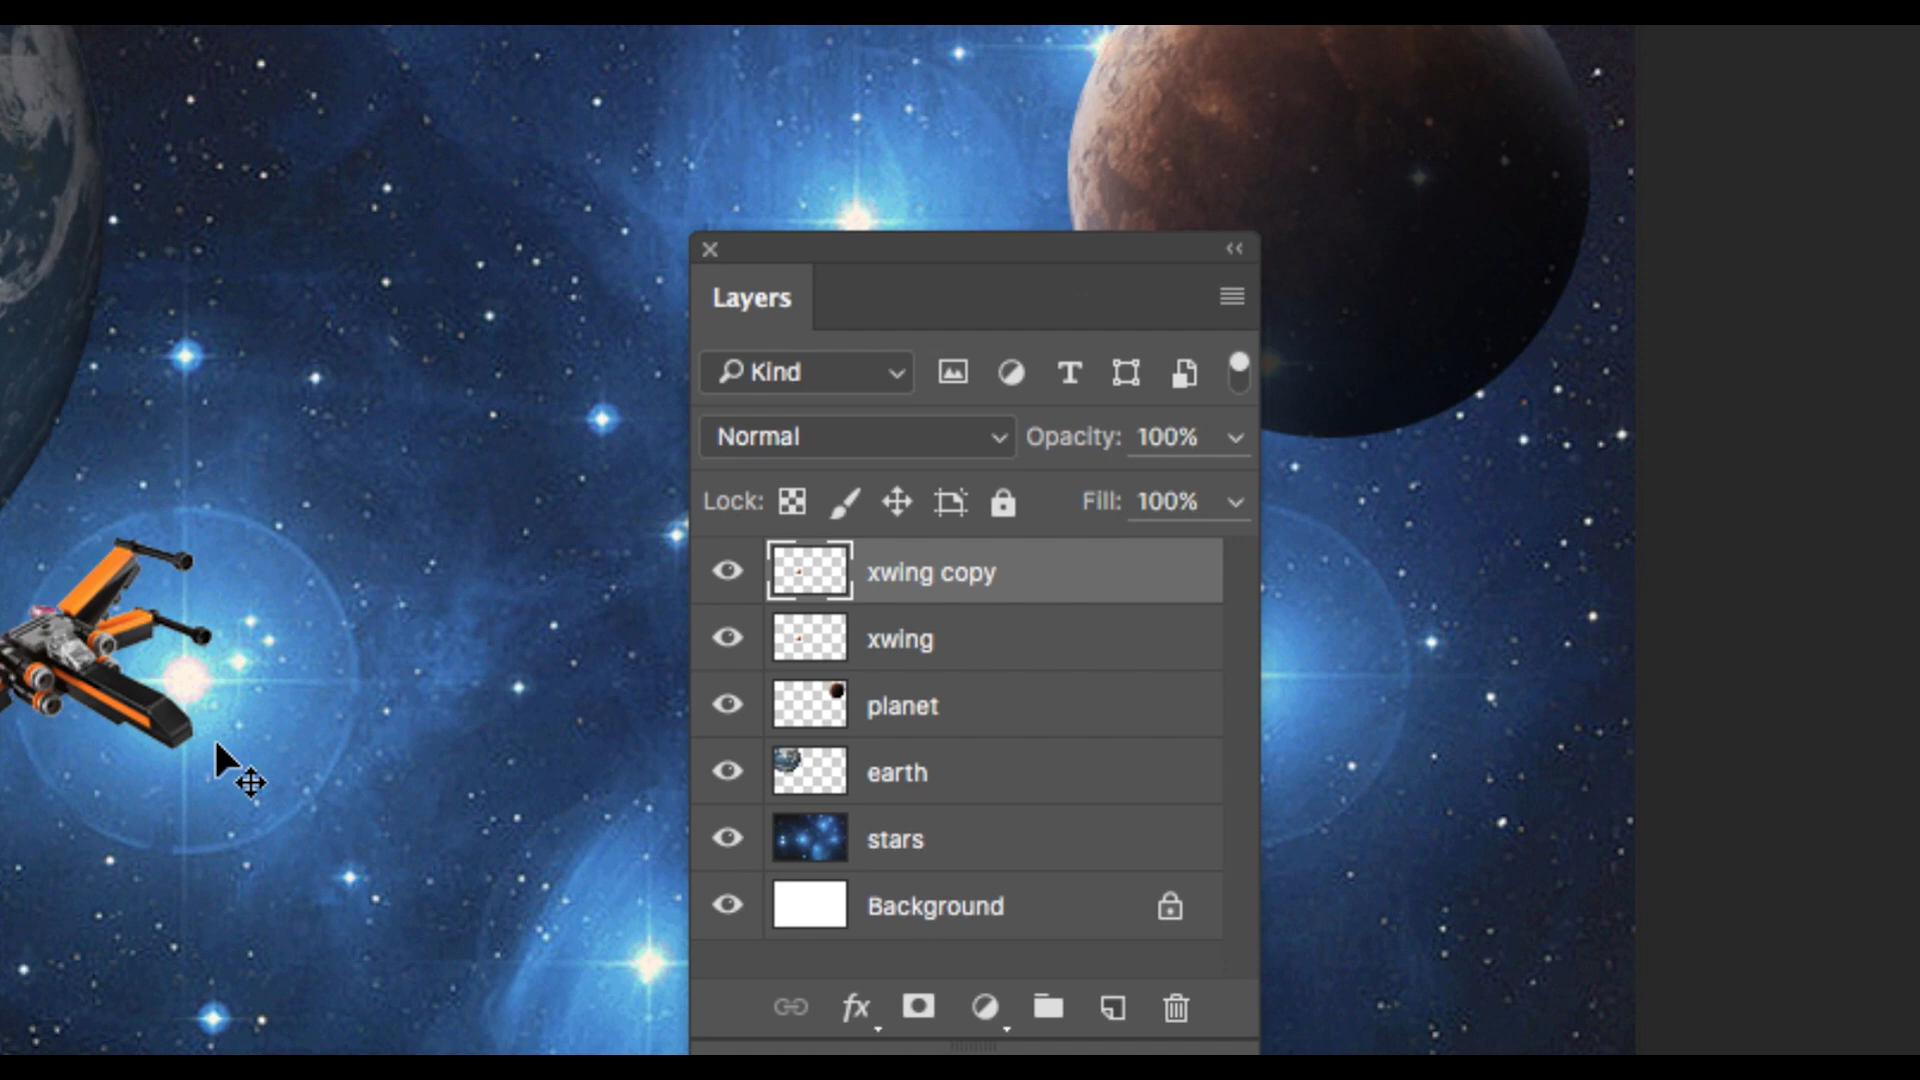 Layers
Kind
Normal Opacity: 100%
Lock: Fill: 100%
xwing copy
xwing
planet
earth
stars
Background
fx